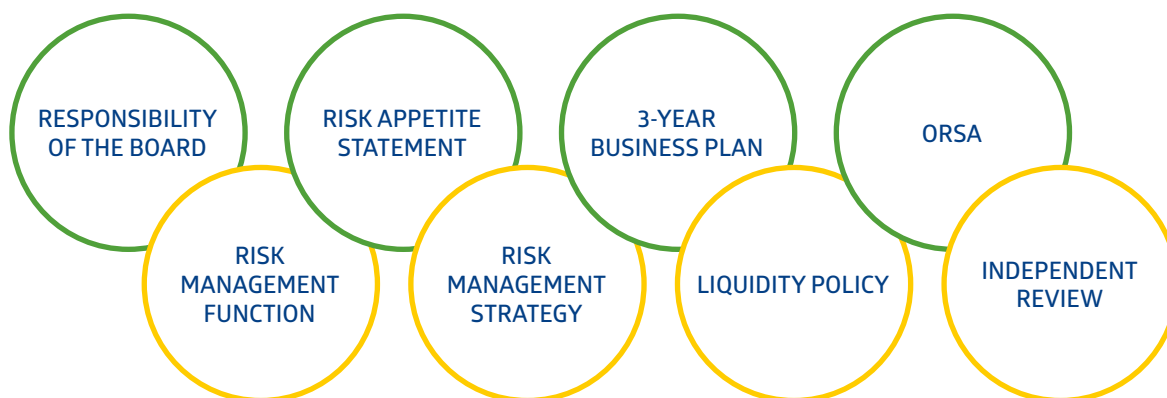 RESPONSIBILITY
OF THE BOARD
RISK APPETITE
STATEMENT
3-YEAR
BUSINESS PLAN
ORSA
RISK
MANAGEMENT
FUNCTION
RISK
MANAGEMENT
STRATEGY
LIQUIDITY POLICY
INDEPENDENT
REVIEW